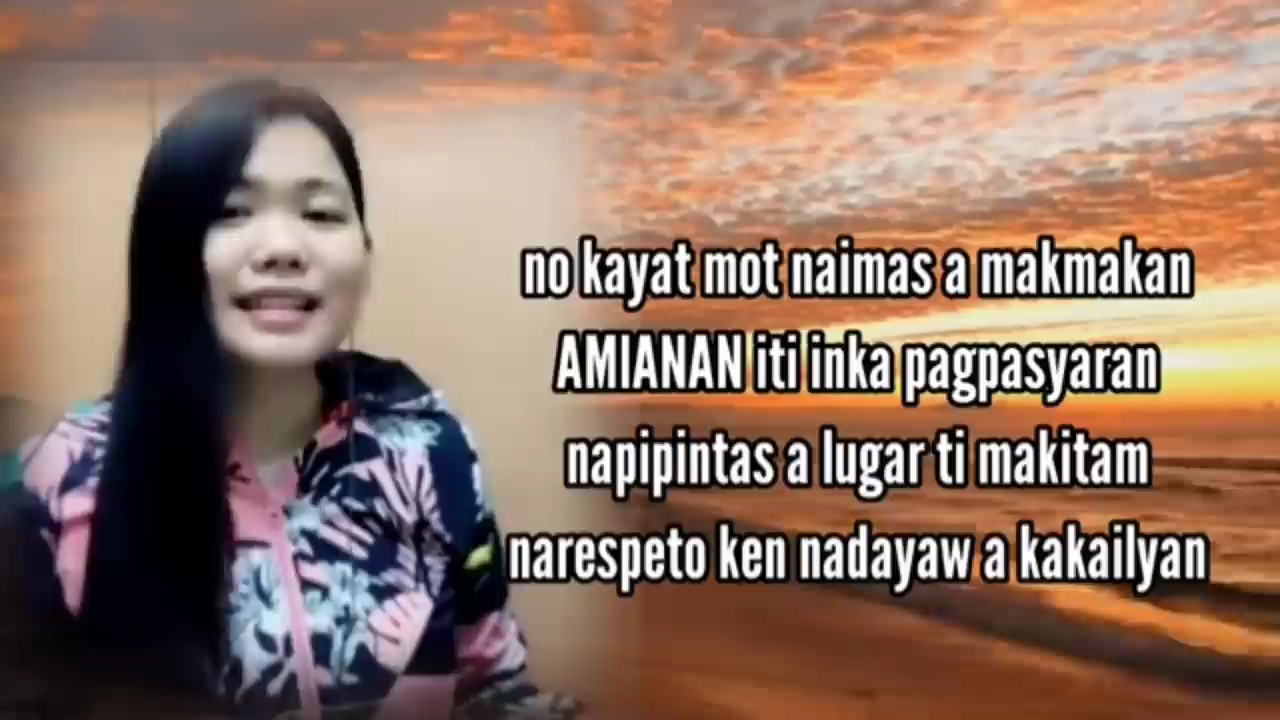 no kayat mot naimas a makmakan
AMIANAN iti inka pagpasyaran
napipintas a lugar ti makitam
narespeto ken nadayaw a kakailyan